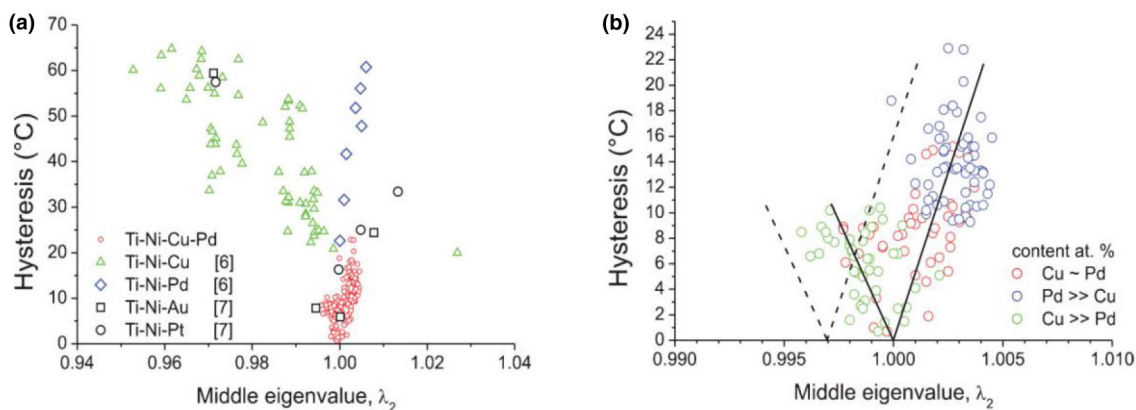 (a)
70
60
50
40
30
20
10
0
Hysteresis (°C)
Ti-Ni-Cu-Pd
Ti-Ni-Cu [6]
Ti-Ni-Pd [6]
Ti-Ni-Au [7]
Ti-Ni-Pt [7]
0.94 0.96 0.98 1.00 1.02 1.04
Middle eigenvalue, λ2
(b)
24
22
20
18
16
14
12
10
8
6
4
2
0
Hysteresis (°C)
content at. %
Cu ~ Pd
Pd >> Cu
Cu >> Pd
0.990 0.995 1.000 1.005 1.010
Middle eigenvalue, λ2